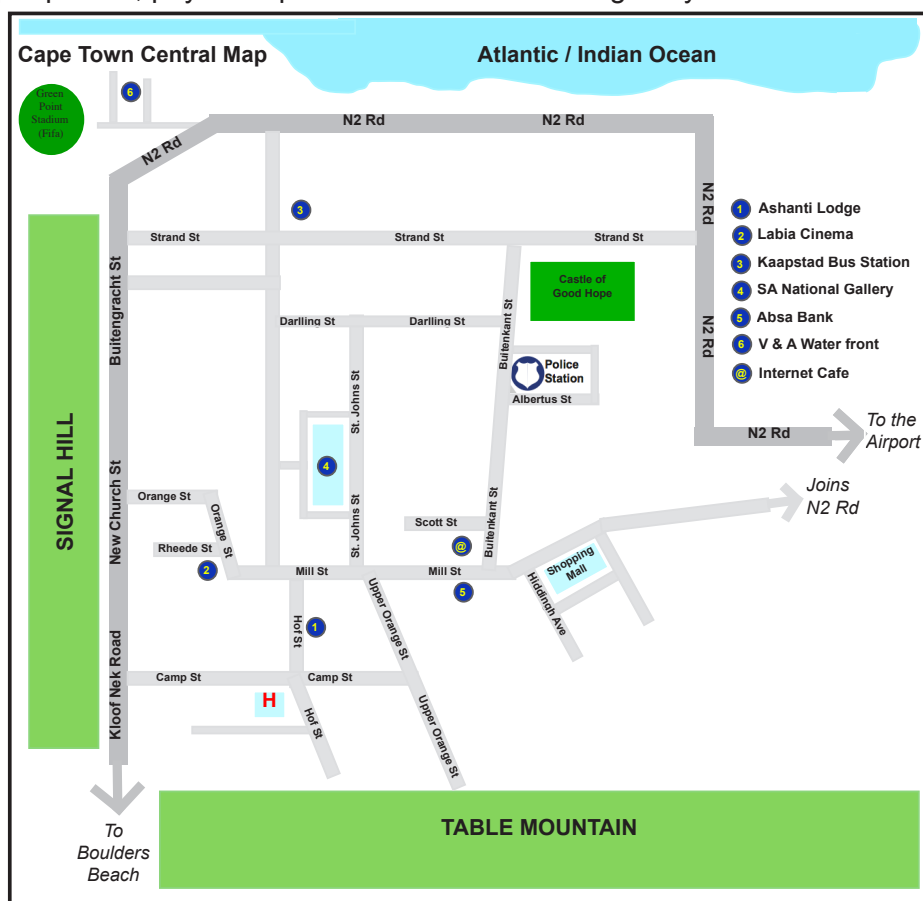 Cape Town Central Map
Atlantic / Indian Ocean
Green
Point
Stadium
(Fifa)
6
N2 Rd
N2 Rd
N2 Rd
N2 Rd
N2 Rd
N2 Rd
To the
Airport
3
Strand St
Strand St
Strand St
Buitengracht St
Castle of
Good Hope
Darlling St
Darlling St
Buitenkant St
Police
Station
Albertus St
St. Johns St
St. Johns St
4
1 Ashanti Lodge
2 Labia Cinema
3 Kaapstad Bus Station
4 SA National Gallery
5 Absa Bank
6 V & A Water front
@ Internet Cafe
Joins
N2 Rd
SIGNAL HILL
New Church St
Orange St
Orange St
Rheede St
2
Scott St
@
Buitenkant St
Mill St
Mill St
5
Shopping
Mall
Hiddingh Ave
Hof St
1
Upper Orange St
Upper Orange St
Kloof Nek Road
Camp St
Camp St
H
Hof St
To
Boulders
Beach
TABLE MOUNTAIN